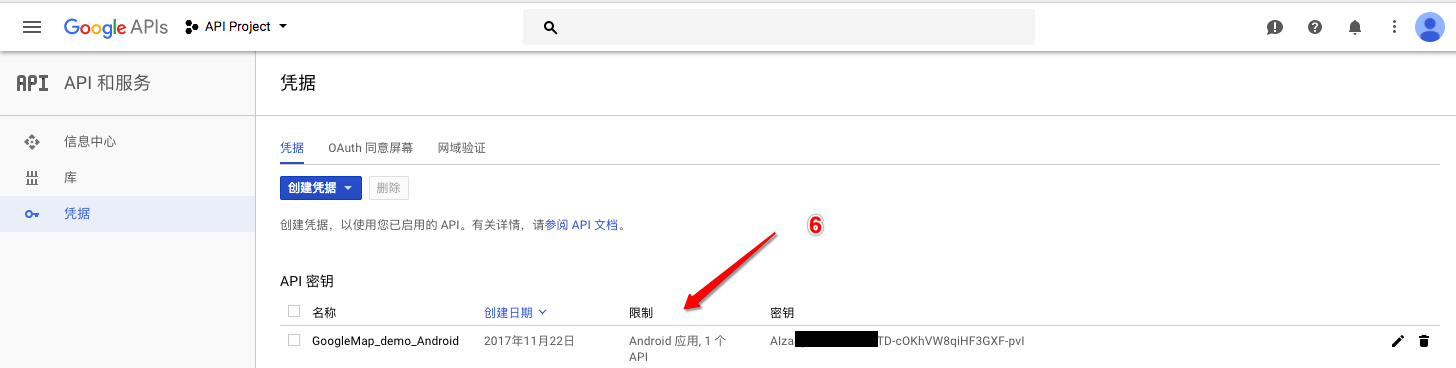 Google APIs
API Project
API API 和服务
凭据
信息中心
库
凭据
凭据 OAuth 同意屏幕 网域验证
创建凭据 删除
创建凭据，以使用您已启用的 API。有关详情，请参阅 API 文档。
6
API 密钥
名称 创建日期 限制 密钥
GoogleMap_demo_Android 2017年11月22日 Android 应用, 1 个 AIza TD-cOKhVW8qiHF3GXF-pvI
API